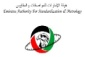 هيئة الإمارات للمواصفات والمقاييس
Emirates Authority For Standardization & Metrology